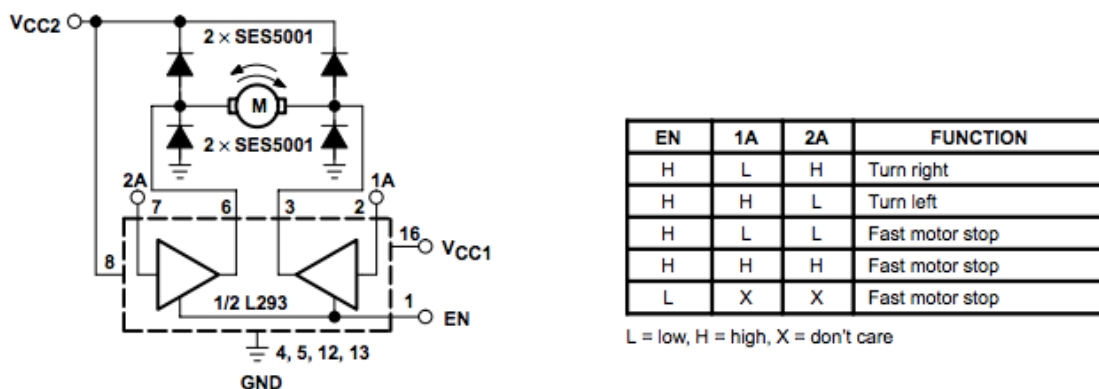 VCC2
2 × SES5001
M
2 × SES5001
2A
1A
7
6
3
2
16
VCC1
8
1/2 L293
1
EN
4, 5, 12, 13
GND
EN 1A 2A FUNCTION
H L H Turn right
H H L Turn left
H L L Fast motor stop
H H H Fast motor stop
L X X Fast motor stop
L = low, H = high, X = don't care